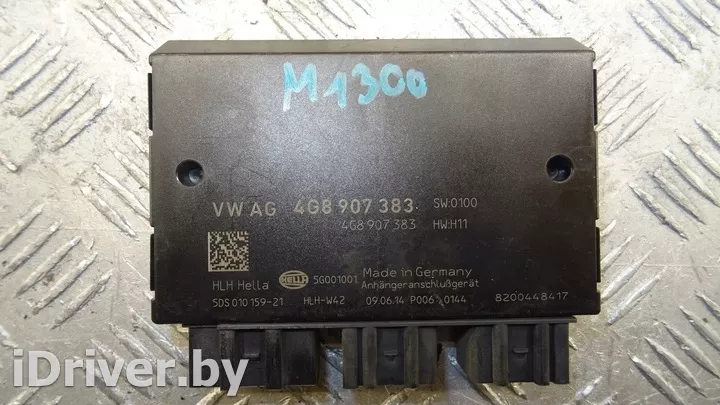 M1300
VW AG 4G8 907 383 SW:0100
4G8 907 383 HW:H11
HLH Hella HELLA 5G001001 Made in Germany
Anhängeranschlußgerät
5DS 010 159-21 HLH-W42 09.06.14 P006 0144 8200448417
iDriver.by